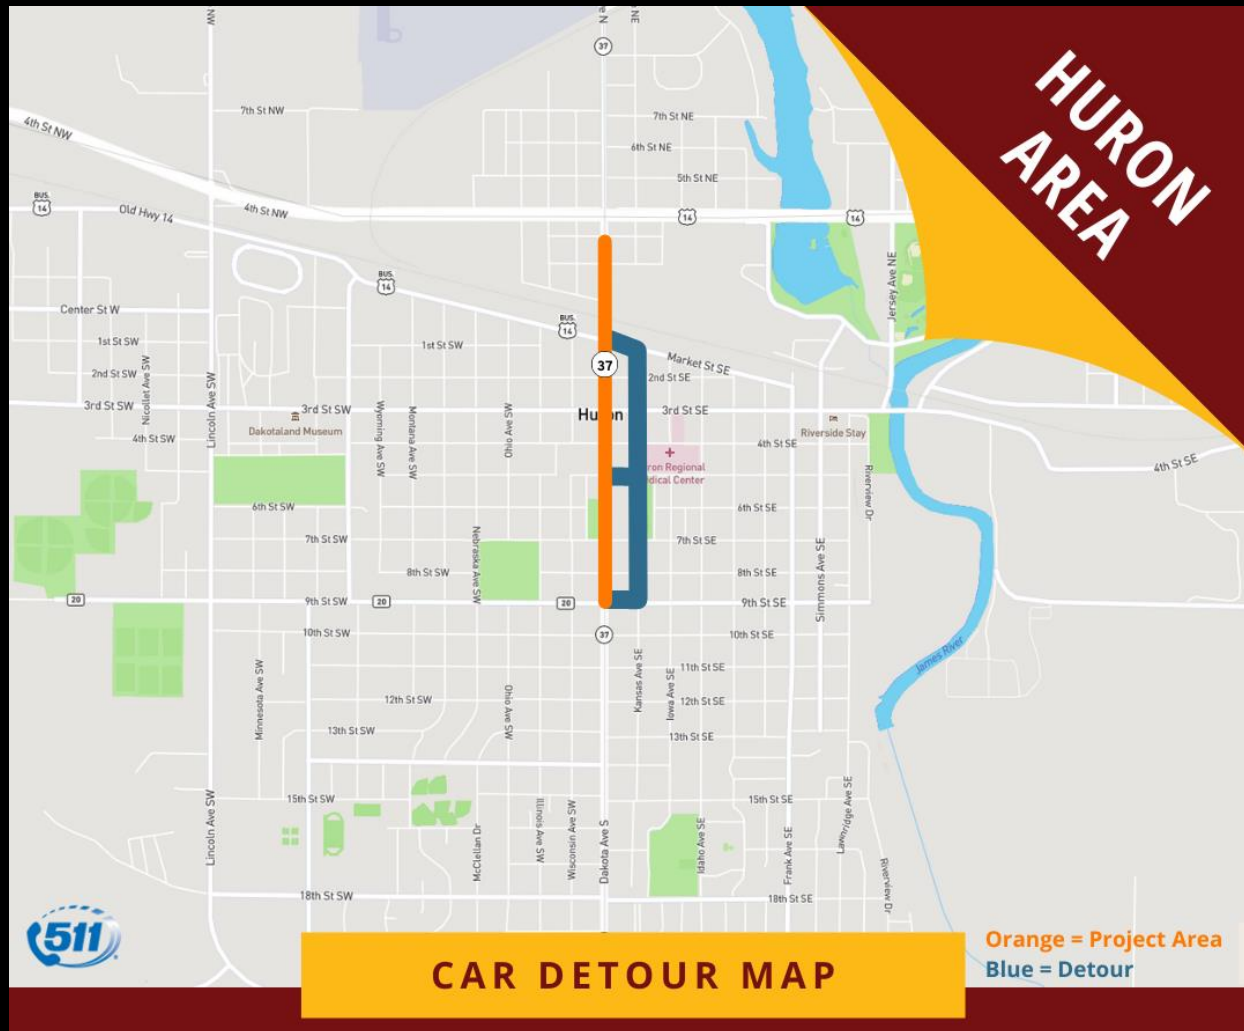 NW
e N
NE
37
HURON
AREA
7th St NW
7th St NE
4th St NW
6th St NE
5th St NE
BUS.
14
Old Hwy 14
4th St NW
14
14
Jersey Ave NE
BUS.
14
Center St W
BUS.
14
1st St SW
1st St SW
37
Market St SE
2nd St SW
Nicollet Ave SW
2nd St SE
3rd St SW
Lincoln Ave SW
3rd St SW
Wyoming Ave SW
Montana Ave SW
Ohio Ave SW
Hu on
3rd St SE
4th St SW
Dakotaland Museum
4th St SE
Riverside Stay
ron Regional
dical Center
4th St SE
Riverview Dr
6th St SW
6th St SE
7th St SW
Nebraska Ave SW
7th St SE
8th St SW
8th St SE
Simmons Ave SE
20
9th St SW
20
20
9th St SE
10th St SW
37
10th St SE
James River
Minnesota Ave SW
Kansas Ave SE
Iowa Ave SE
11th St SE
12th St SW
Ohio Ave SW
12th St SE
13th St SW
13th St SE
15th St SW
15th St SE
Lincoln Ave SW
McClellan Dr
Illinois Ave SW
Wisconsin Ave SW
Dakota Ave S
Idaho Ave SE
Frank Ave SE
Lawnridge Ave SE
Riverview Dr
18th St SW
18th St SE
511
CAR DETOUR MAP
Orange = Project Area
Blue = Detour